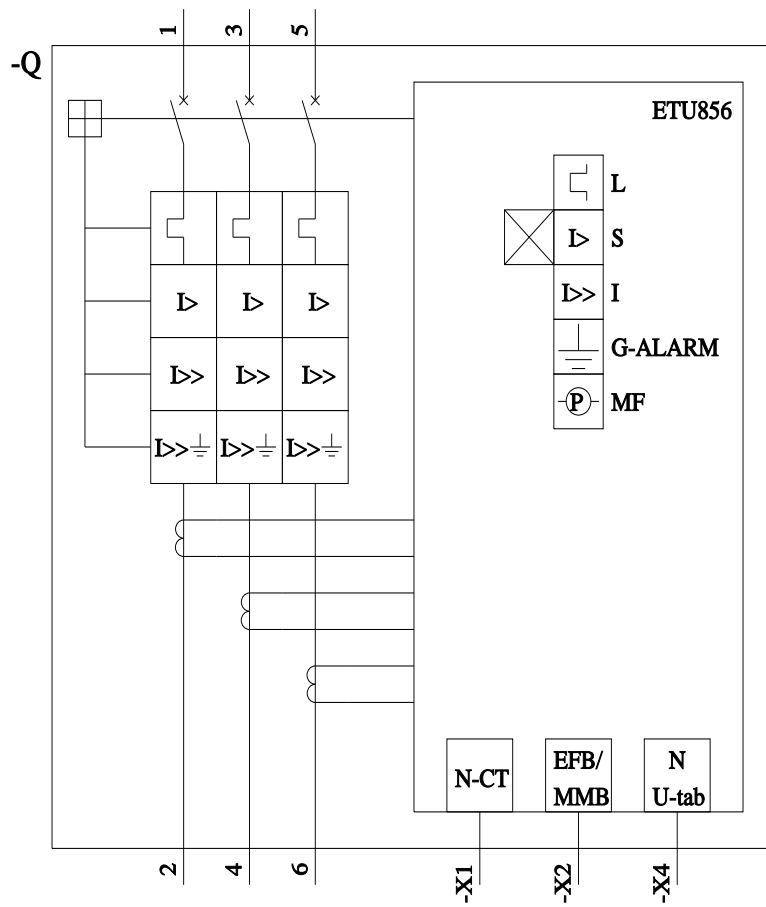 1 3 5
-Q
ETU856
L
I> I> I> I> S
I>> I>> I>> I>> I
G-ALARM
P MF
I>> I>> I>>
N-CT
EFB/
MMB
N
U-tab
2 4 6 -X1 -X2 -X4